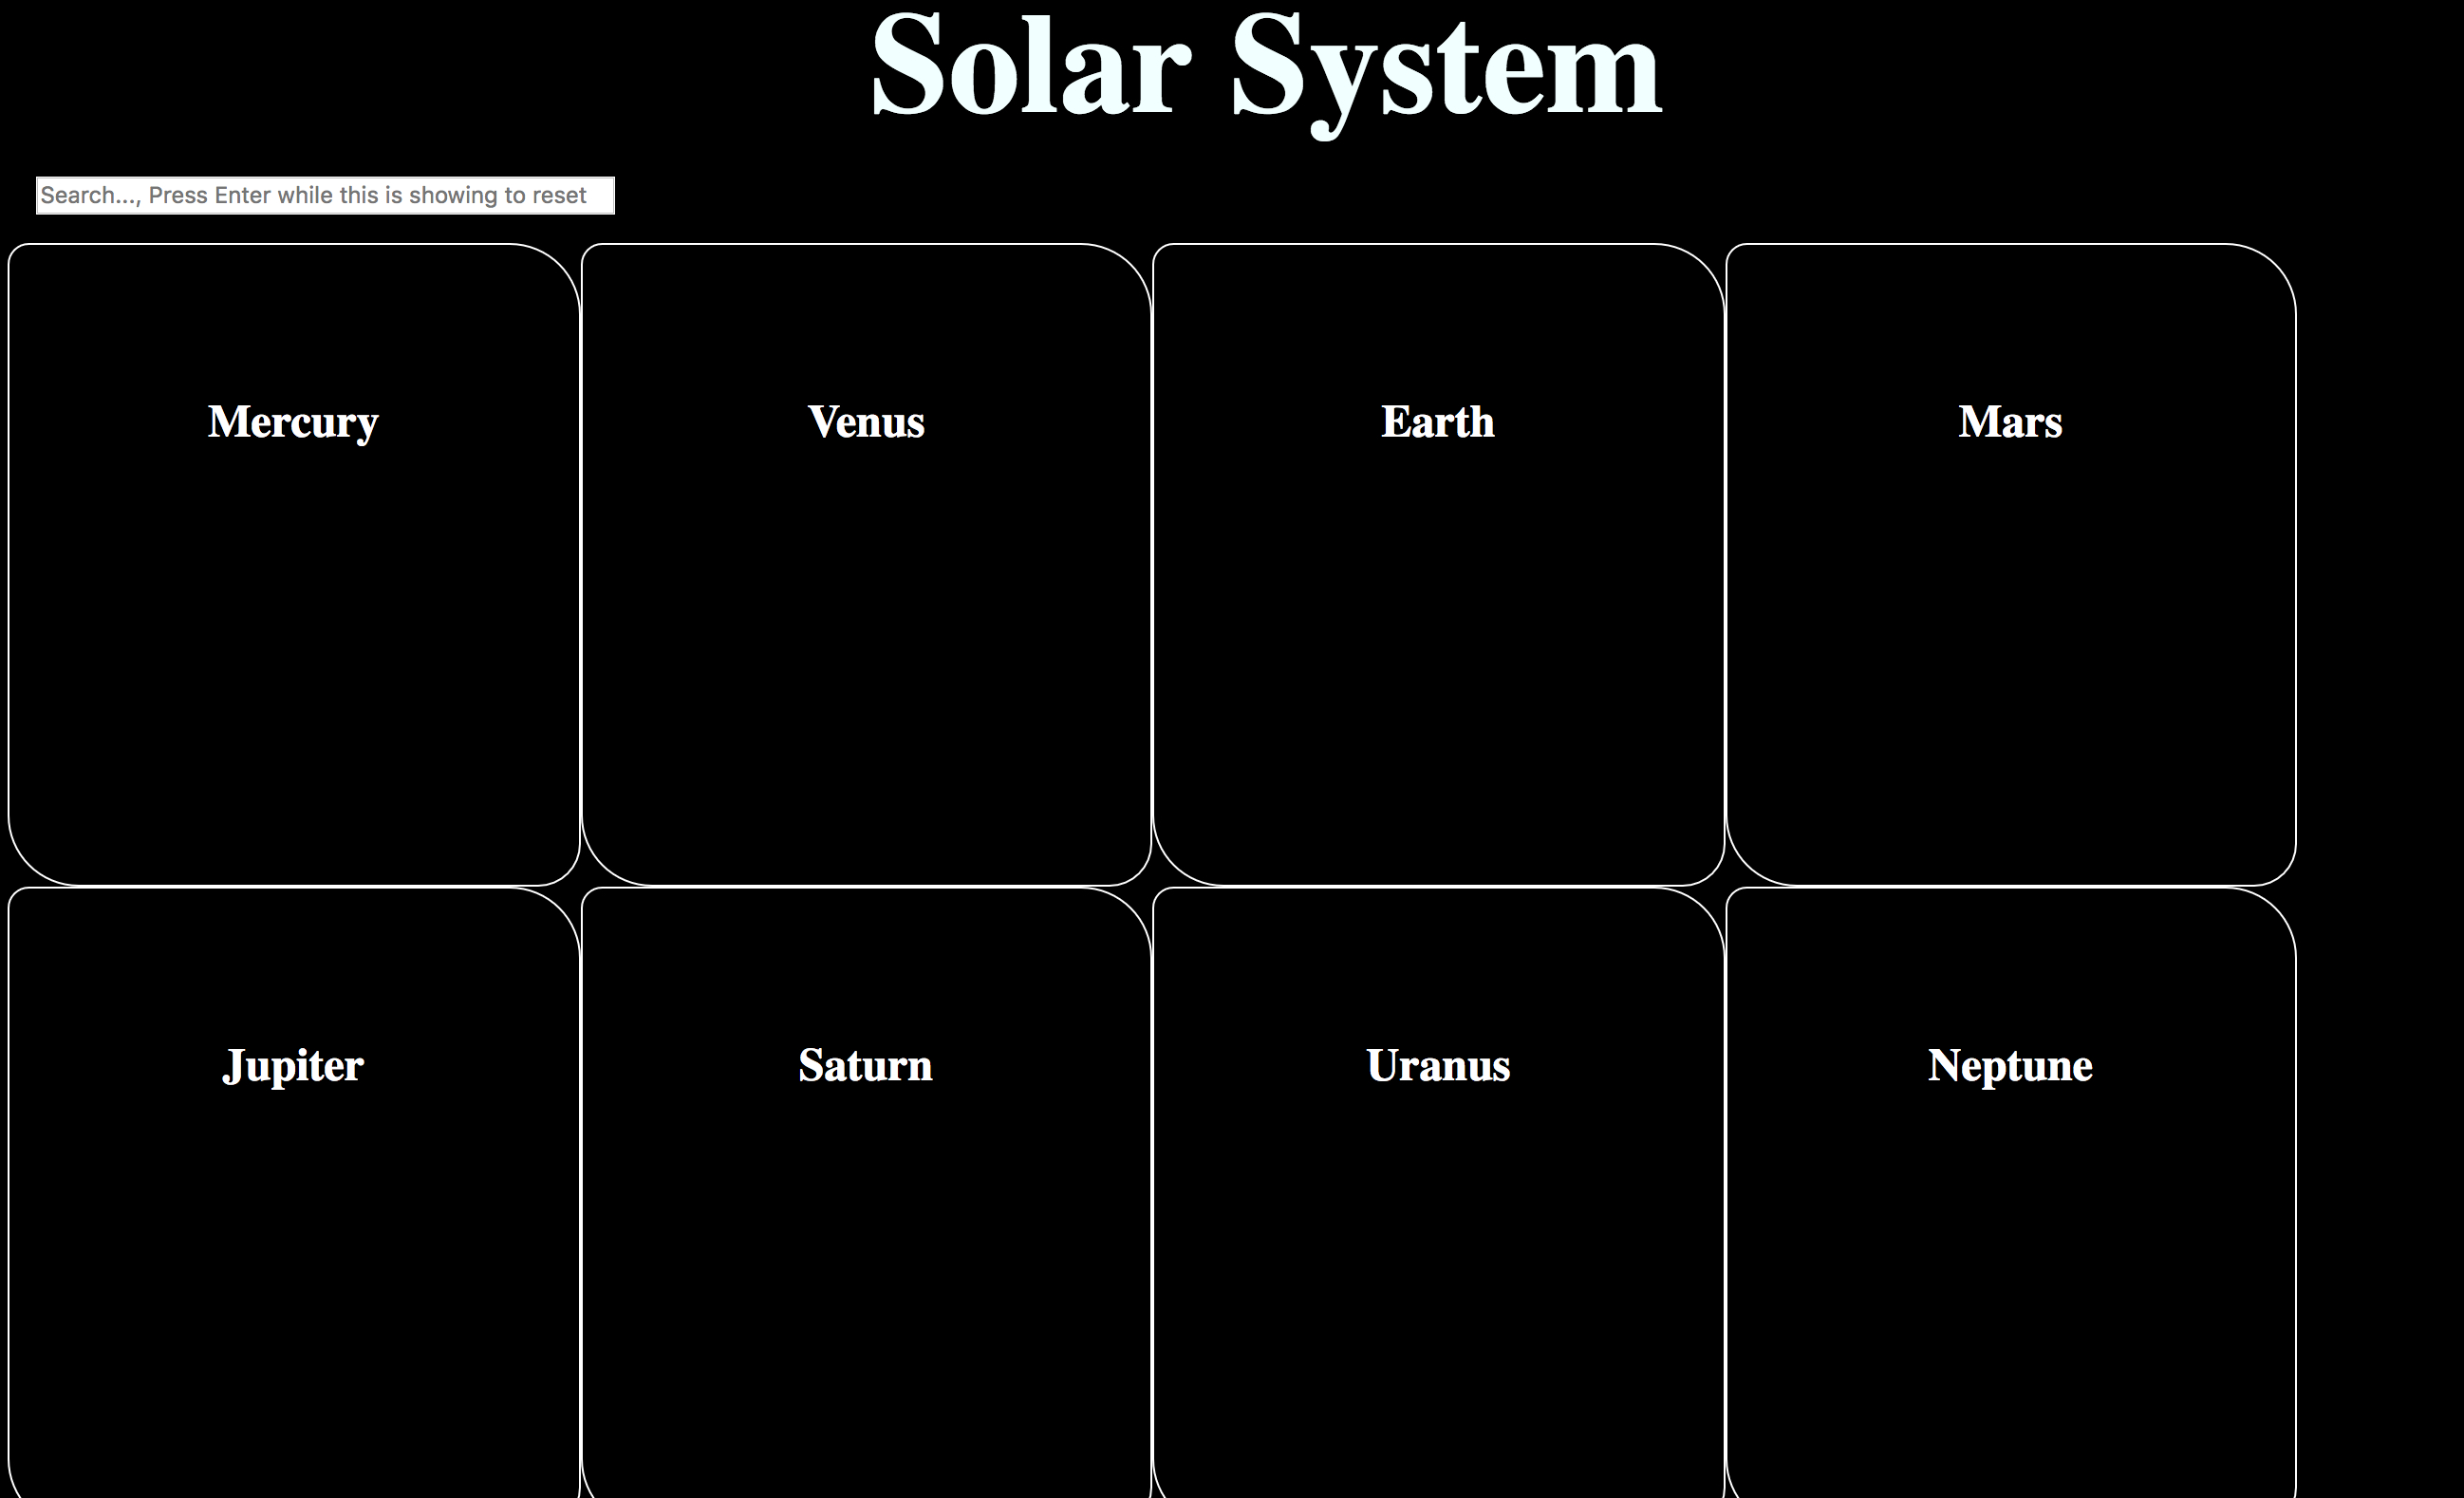 Solar System
Search..., Press Enter while this is showing to reset
Mercury
Venus
Earth
Mars
Jupiter
Saturn
Uranus
Neptune